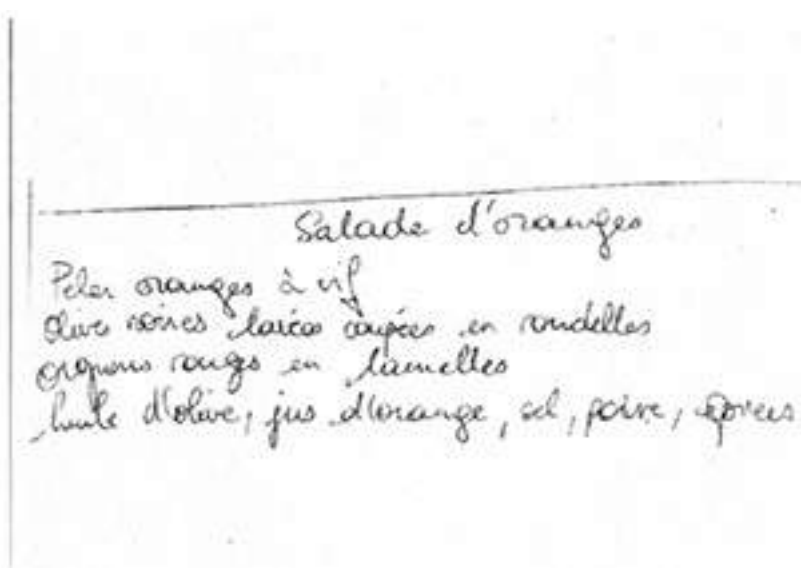 Salade d'oranges
Peler oranges à vif
olives noires coupées en rondelles
oignons rouges en lamelles
huile d'olive, jus d'orange, sel, poivre, épices